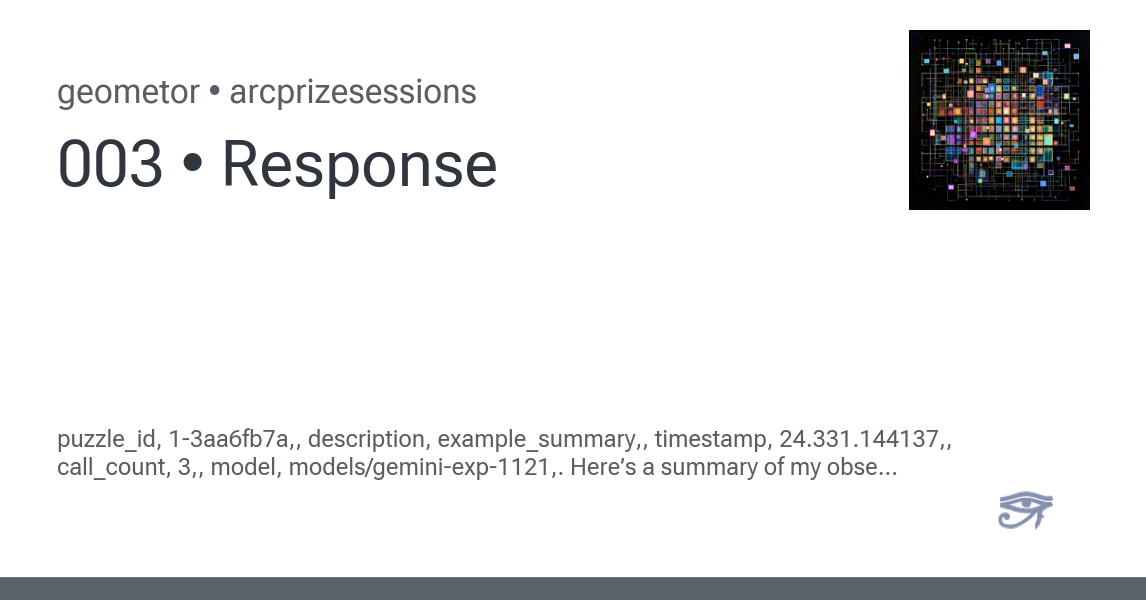 geometor • arcprizesessions
003 • Response
puzzle_id, 1-3aa6fb7a,, description, example_summary,, timestamp, 24.331.144137,,
call_count, 3,, model, models/gemini-exp-1121,. Here’s a summary of my obse...